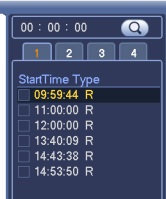 00 : 00 : 00
1 2 3 4
StartTime Type
09:59:44 R
11:00:00 R
12:00:00 R
13:40:09 R
14:43:38 R
14:53:50 R